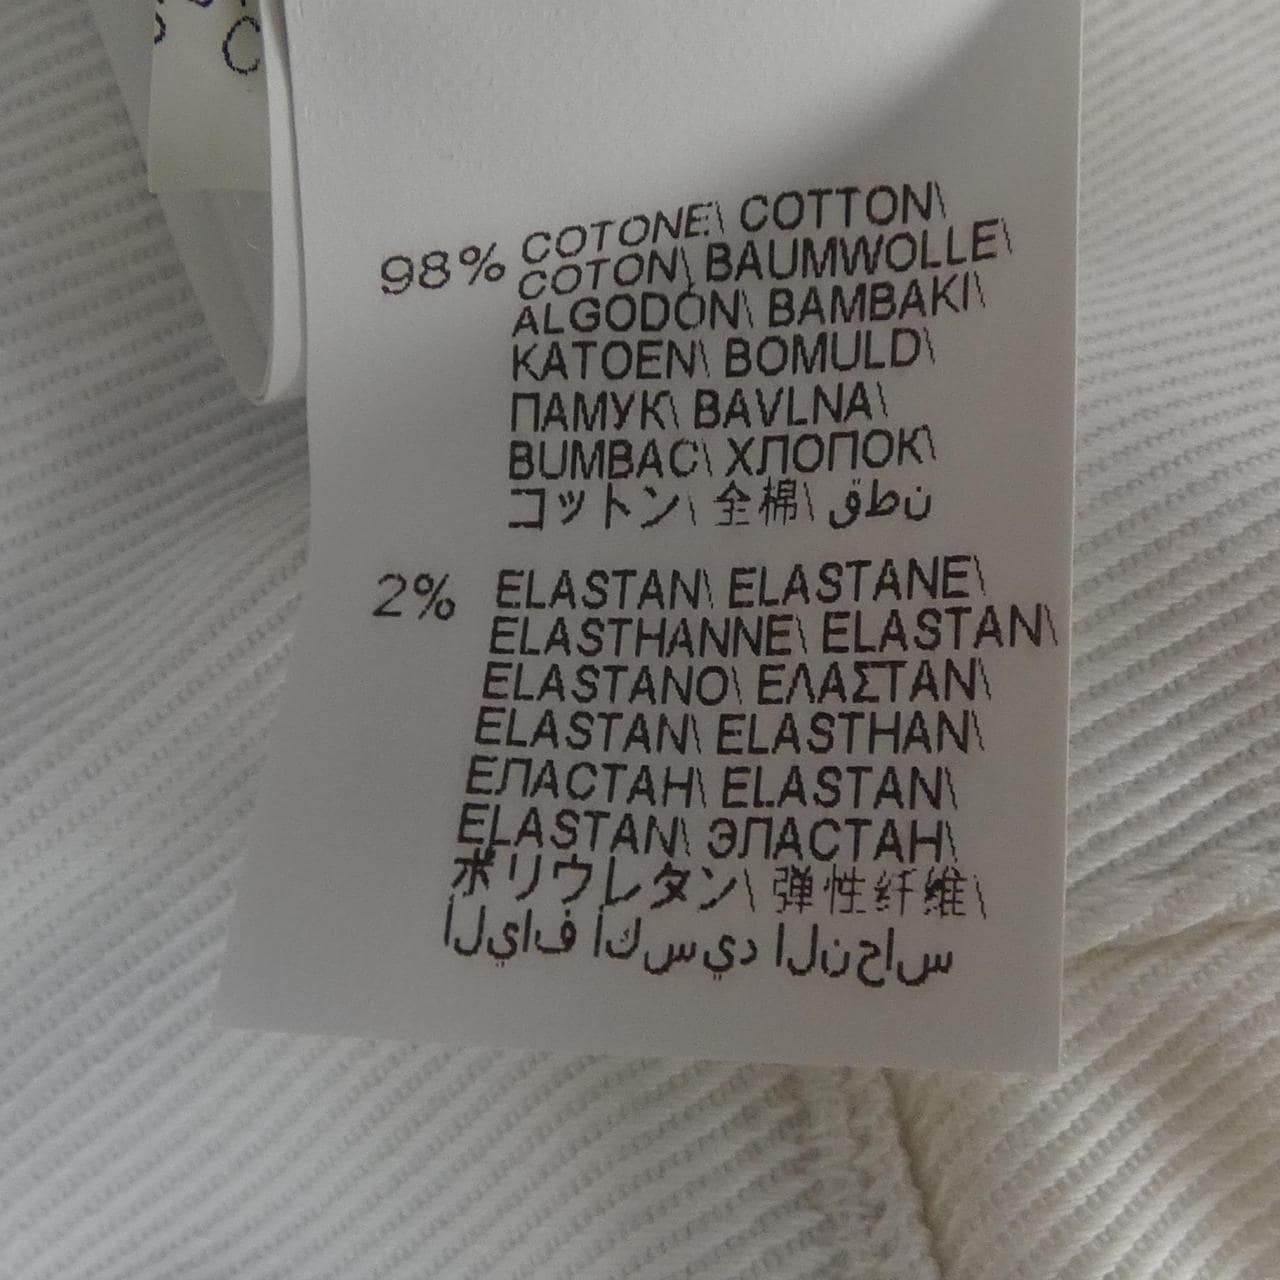 98% COTONE\ COTTON\
COTON\ BAUMWOLLE\
ALGODÓN\ BAMBAKI\
KATOEN\ BOMULD\
ПАМУК\ BAVLNA\
BUMBAC\ ХЛОПОК\
コットン\ 全棉\ قطن
2% ELASTAN\ ELASTANE\
ELASTHANNE\ ELASTAN\
ELASTANO\ ΕΛΑΣΤΑΝ\
ELASTAN\ ELASTHAN\
ЕЛАСТАН\ ELASTAN\
ELASTAN\ ЭЛАСТАН\
ポリウレタン\ 弹性纤维\
س ا ح ن ل ا د ي س ك أ ف ا ي ل أ